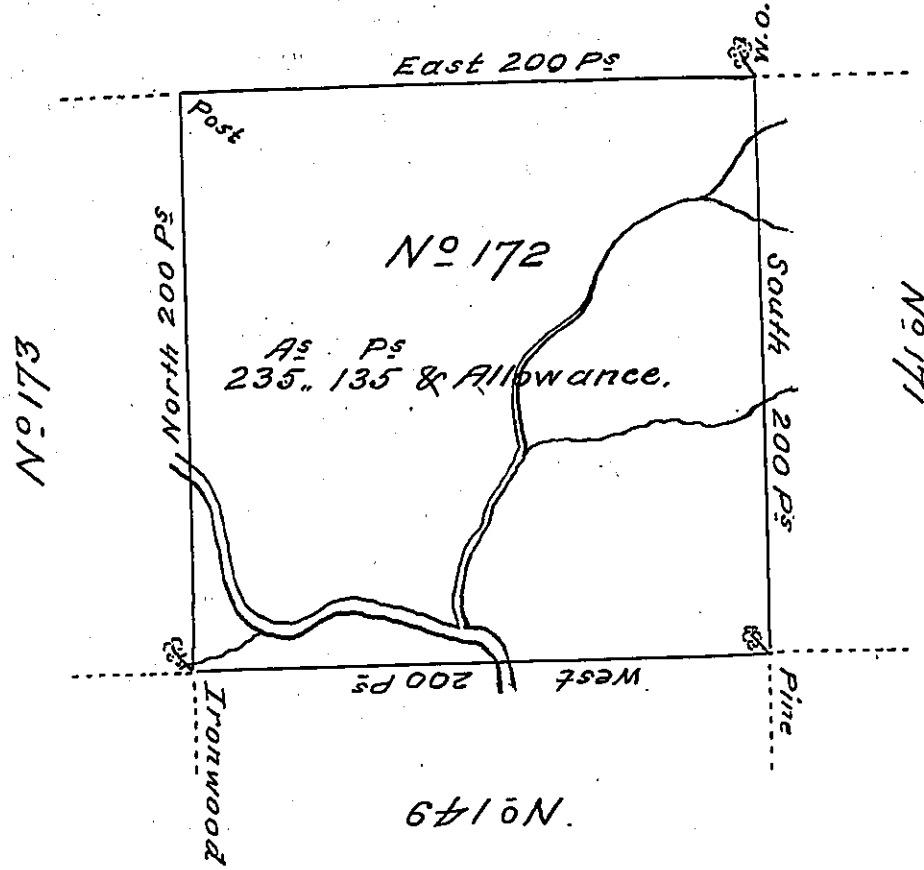 O.M.
East 200 Ps
Post
North 200 Ps
No 172
South 200 Ps
No 173
No 171
As Ps
235,, 135 & Allowance.
West 200 Ps
Ironwood
Pine
No 149